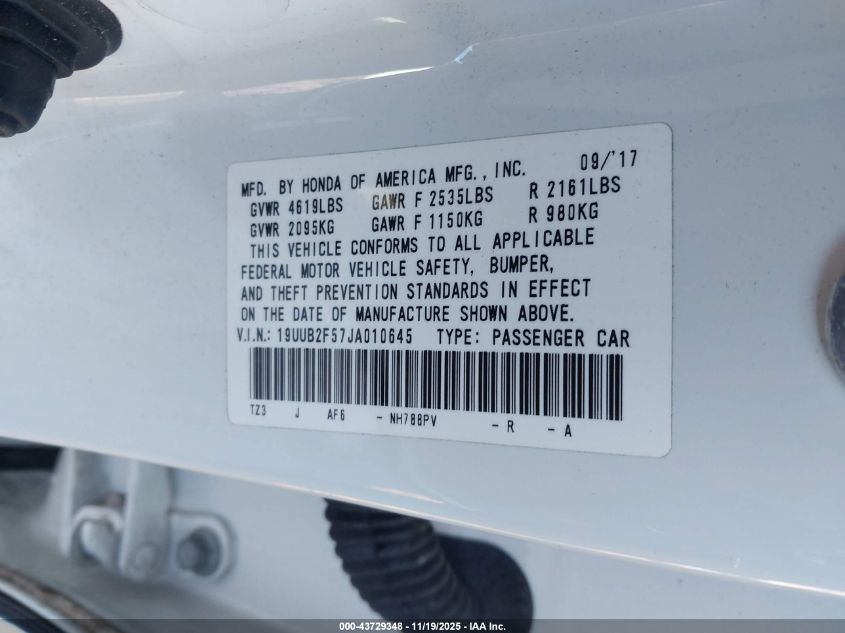 MFD. BY HONDA OF AMERICA MFG., INC. 09/'17
GVWR 4619LBS GAWR F 2535LBS R 2161LBS
GVWR 2095KG GAWR F 1150KG R 980KG
THIS VEHICLE CONFORMS TO ALL APPLICABLE
FEDERAL MOTOR VEHICLE SAFETY, BUMPER,
AND THEFT PREVENTION STANDARDS IN EFFECT
ON THE DATE OF MANUFACTURE SHOWN ABOVE.
V.I.N.: 19UUB2F57JA010645 TYPE: PASSENGER CAR
TZ3 J AF6 - NH788PV - R - A
000-43729348 - 11/19/2025 - IAA Inc.